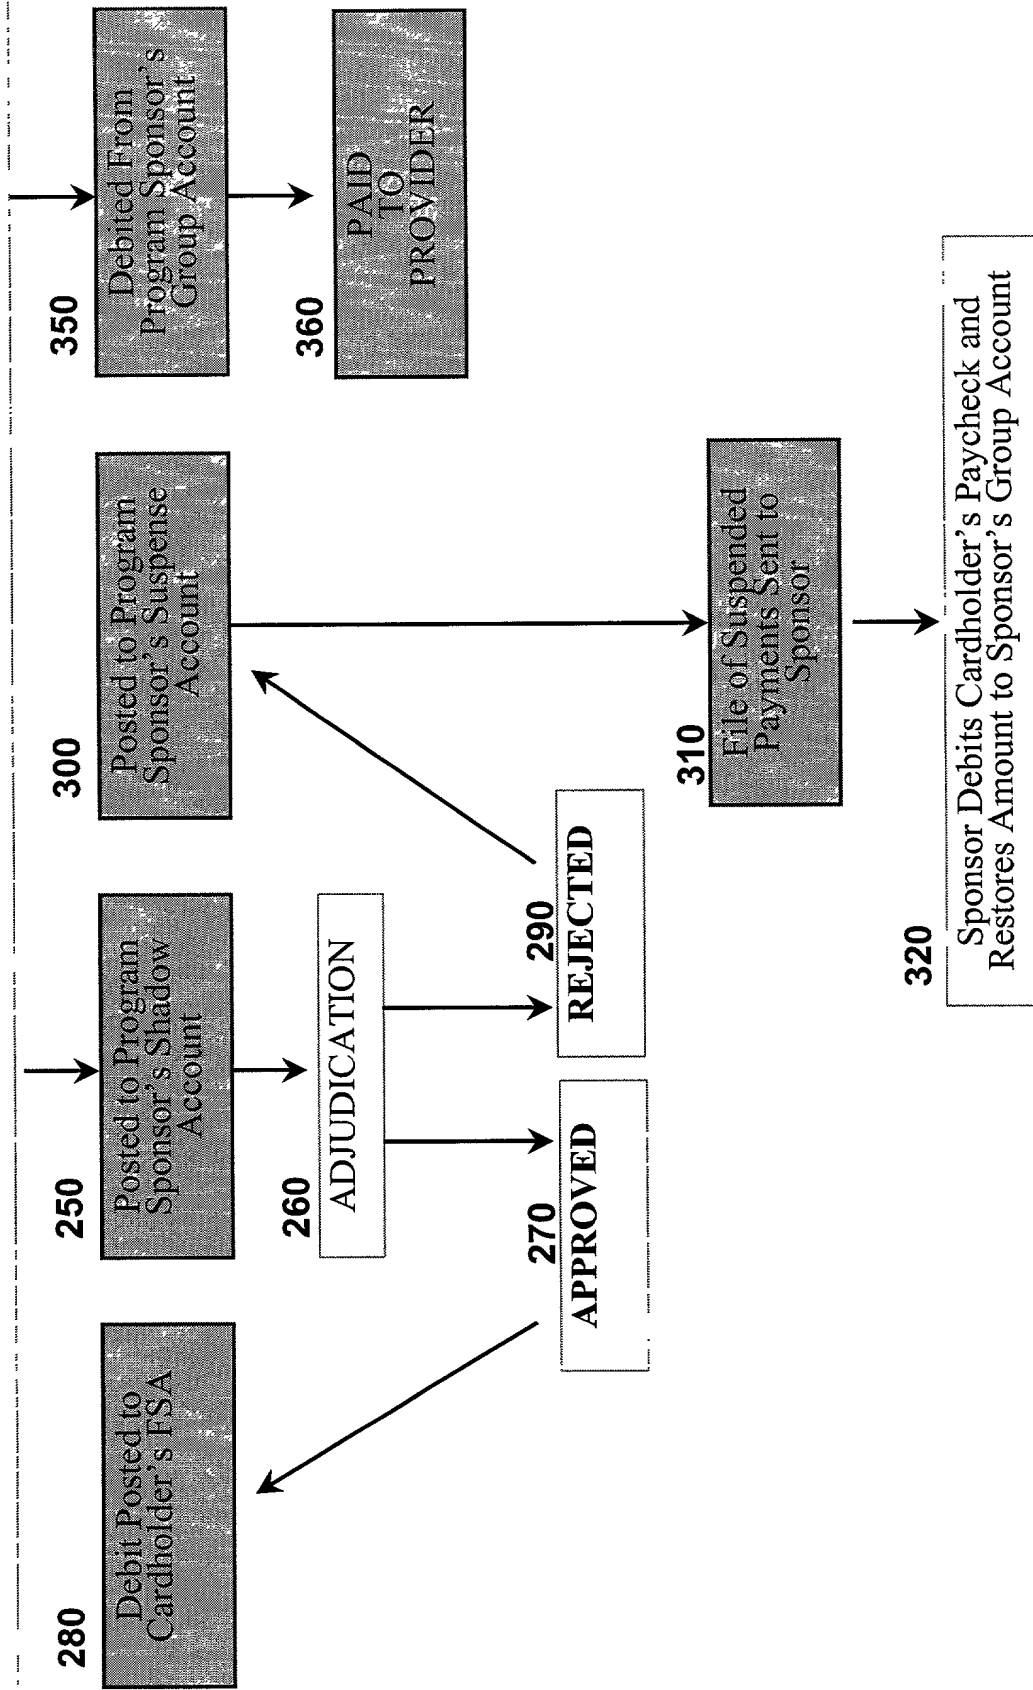 280
Debit Posted to
Cardholder's FSA
250
Posted to Program
Sponsor's Shadow
Account
260
ADJUDICATION
270
APPROVED
290
REJECTED
300
Posted to Program
Sponsor's Suspense
Account
310
File of Suspended
Payments Sent to
Sponsor
320
Sponsor Debits Cardholder's Paycheck and
Restores Amount to Sponsor's Group Account
350
Debited From
Program Sponsor's
Group Account
360
PAID
TO
PROVIDER